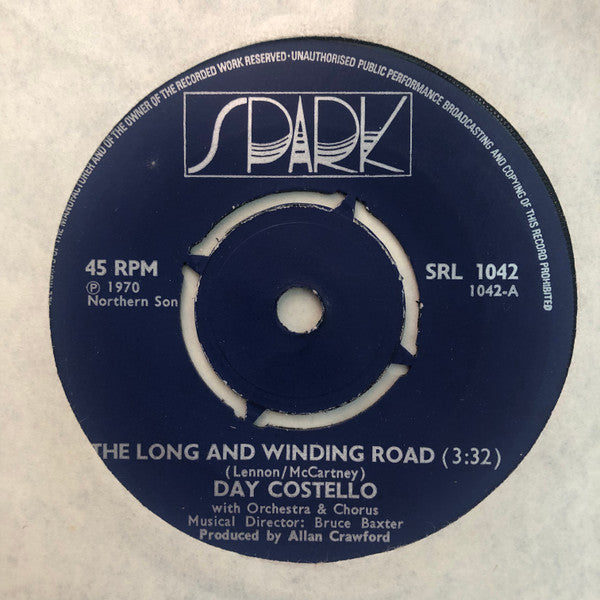 MANUFACTURER AND OF THE OWNER OF THE RECORDED WORK RESERVED · UNAUTHORISED PUBLIC PERFORMANCE BROADCASTING AND COPYING OF THIS RECORD PROHIBITED
SPARK
45 RPM
℗ 1970
Northern Son
SRL 1042
1042-A
THE LONG AND WINDING ROAD (3:32)
(Lennon/McCartney)
DAY COSTELLO
with Orchestra & Chorus
Musical Director: Bruce Baxter
Produced by Allan Crawford